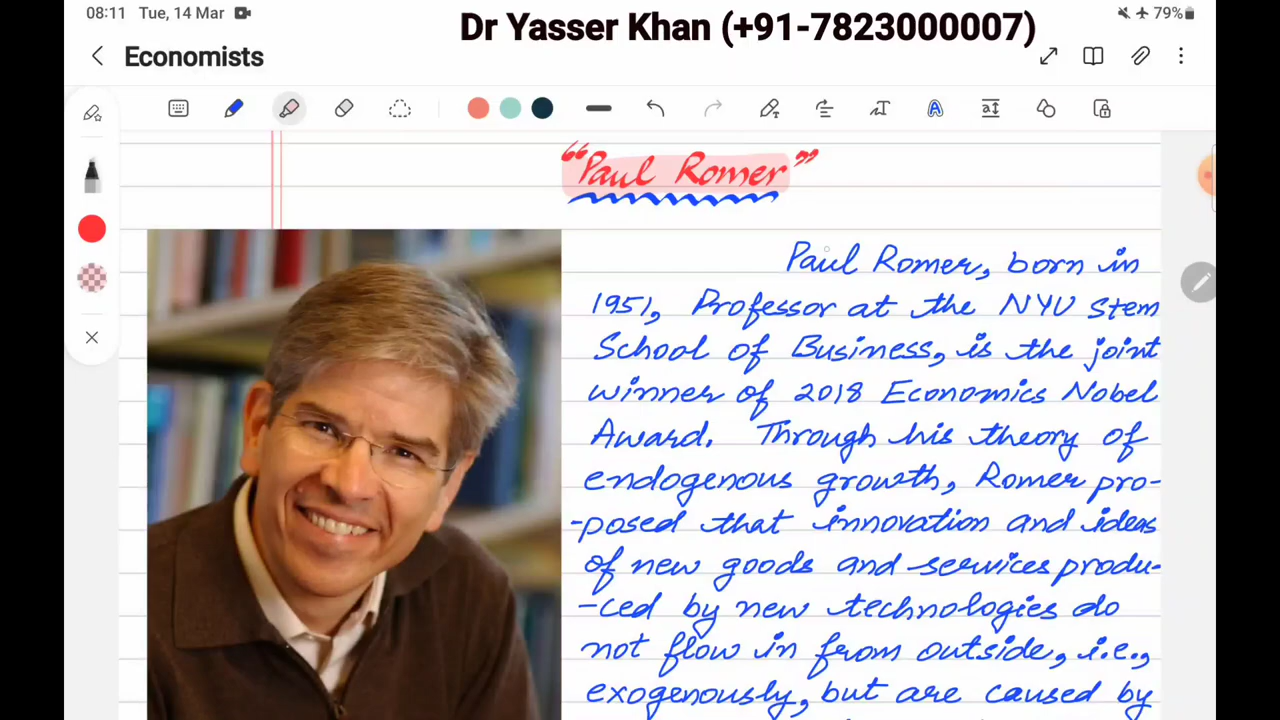 08:11 Tue, 14 Mar
79%
Dr Yasser Khan (+91-7823000007)
Economists
"Paul Romer"
Paul Romer, born in
1951, Professor at the NYU Stern
School of Business, is the joint
winner of 2018 Economics Nobel
Award. Through his theory of
endogenous growth, Romer pro-
-posed that innovation and ideas
of new goods and services produ-
-ced by new technologies do
not flow in from outside, i.e.,
exogenously, but are caused by